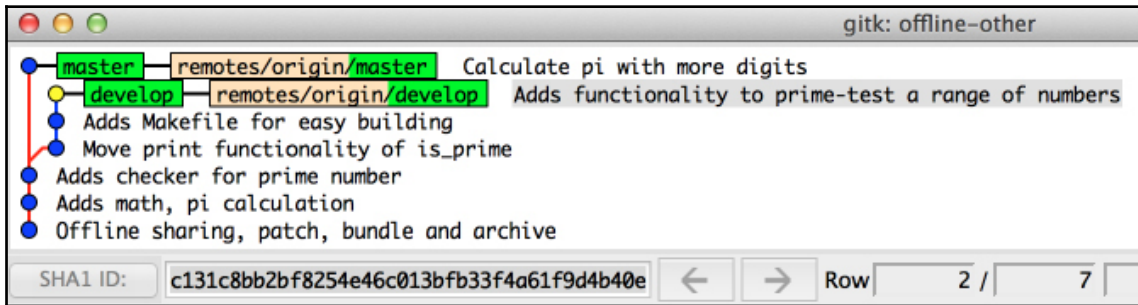 gitk: offline-other
master remotes/origin/master Calculate pi with more digits
develop remotes/origin/develop Adds functionality to prime-test a range of numbers
Adds Makefile for easy building
Move print functionality of is_prime
Adds checker for prime number
Adds math, pi calculation
Offline sharing, patch, bundle and archive
SHA1 ID: c131c8bb2bf8254e46c013bfb33f4a61f9d4b40e ← → Row 2 / 7